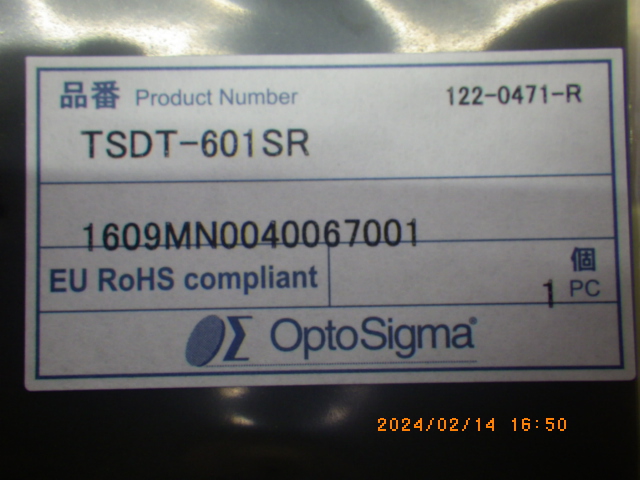 品番 Product Number 122-0471-R
TSDT-601SR
1609MN0040067001
EU RoHS compliant
個
1 PC
OptoSigma®
2024/02/14 16:50